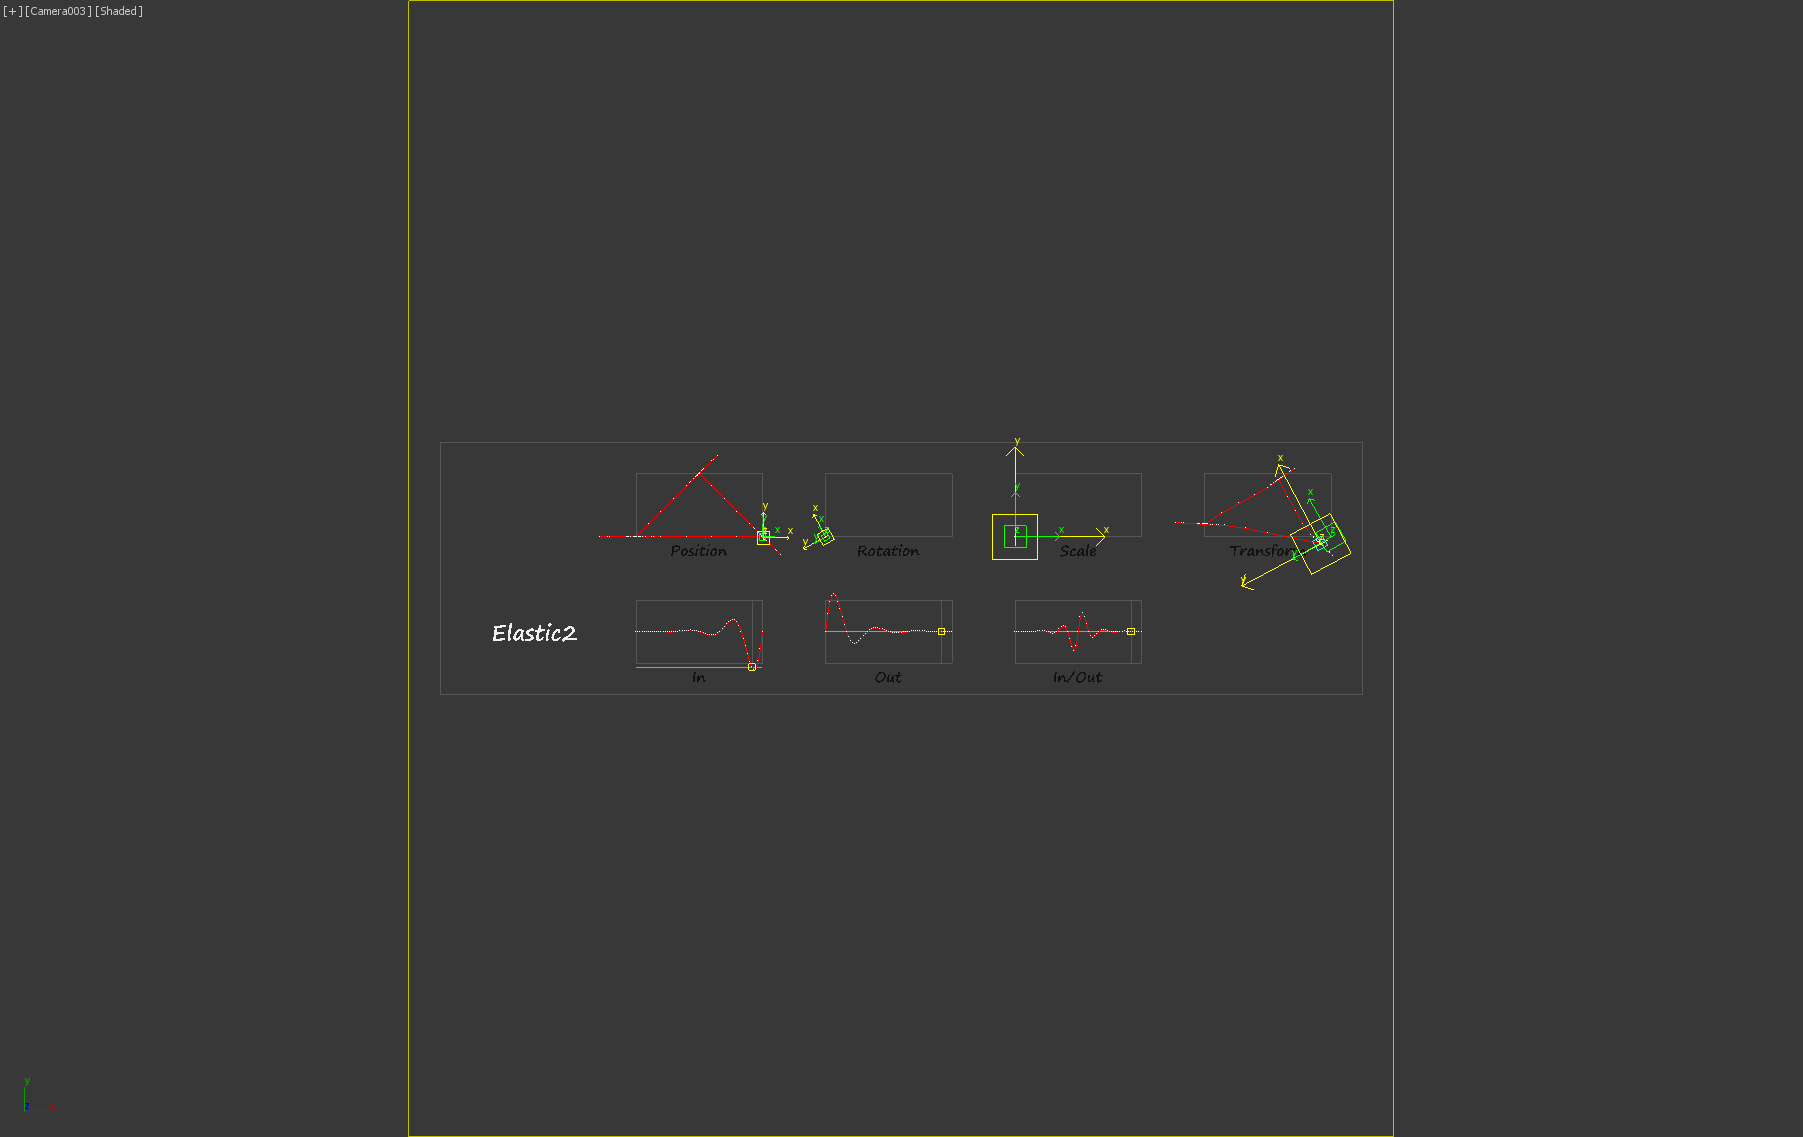 [+][Camera003][Shaded]
y
x
y
x
x
y
x
x
y
y
y
x
x
z
x
x
y
y
z
Position
Rotation
Scale
Transfor
Elastic2
In
Out
In/Out
y
z
x